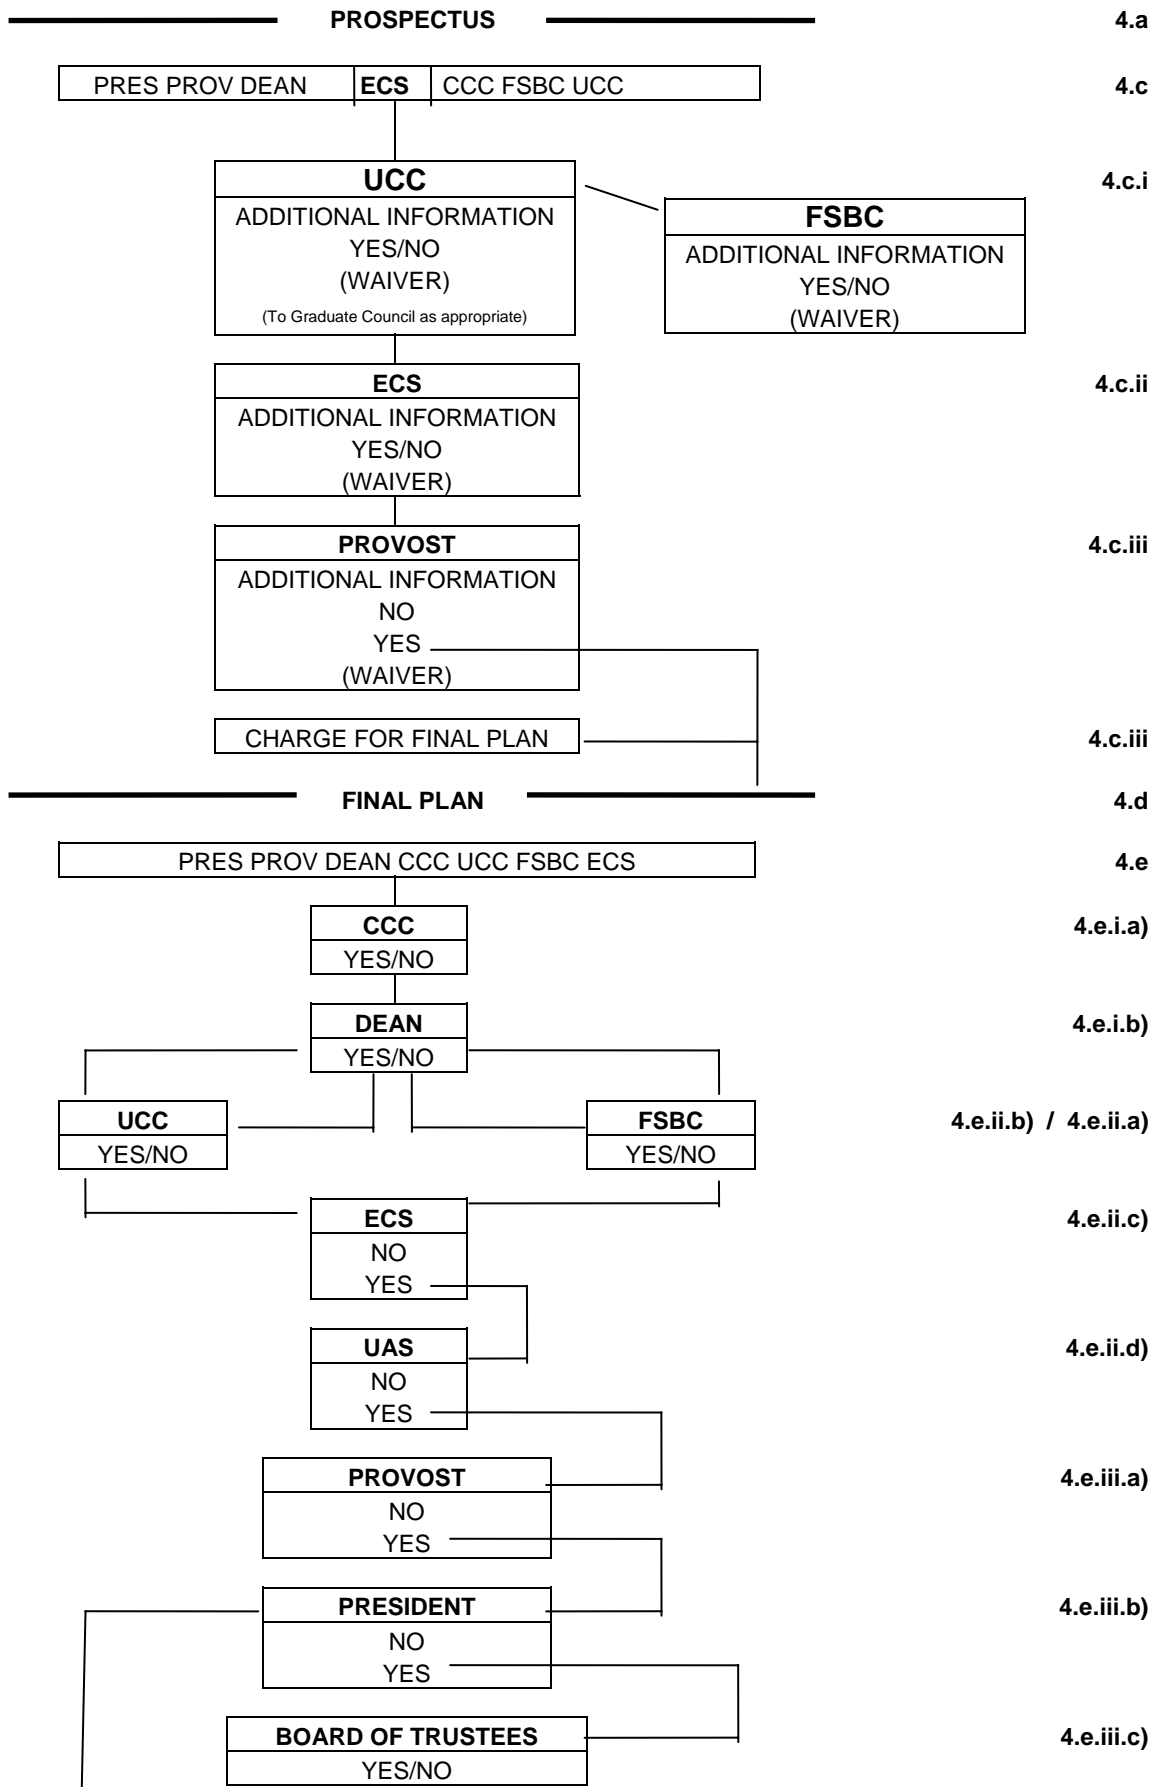 PROSPECTUS 4.a
PRES PROV DEAN ECS CCC FSBC UCC 4.c
UCC 4.c.i
ADDITIONAL INFORMATION
YES/NO
(WAIVER)
(To Graduate Council as appropriate)
FSBC
ADDITIONAL INFORMATION
YES/NO
(WAIVER)
ECS 4.c.ii
ADDITIONAL INFORMATION
YES/NO
(WAIVER)
PROVOST 4.c.iii
ADDITIONAL INFORMATION
NO
YES
(WAIVER)
CHARGE FOR FINAL PLAN 4.c.iii
FINAL PLAN 4.d
PRES PROV DEAN CCC UCC FSBC ECS 4.e
CCC 4.e.i.a)
YES/NO
DEAN 4.e.i.b)
YES/NO
UCC FSBC 4.e.ii.b) / 4.e.ii.a)
YES/NO YES/NO
ECS 4.e.ii.c)
NO
YES
UAS 4.e.ii.d)
NO
YES
PROVOST 4.e.iii.a)
NO
YES
PRESIDENT 4.e.iii.b)
NO
YES
BOARD OF TRUSTEES 4.e.iii.c)
YES/NO